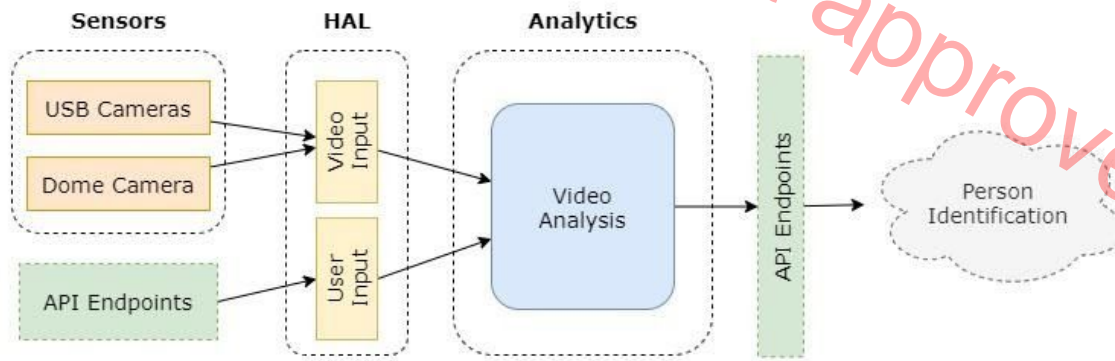 Sensors
HAL
Analytics
approve
USB Cameras
Dome Camera
API Endpoints
Video
Input
User
Input
Video
Analysis
API Endpoints
Person
Identification